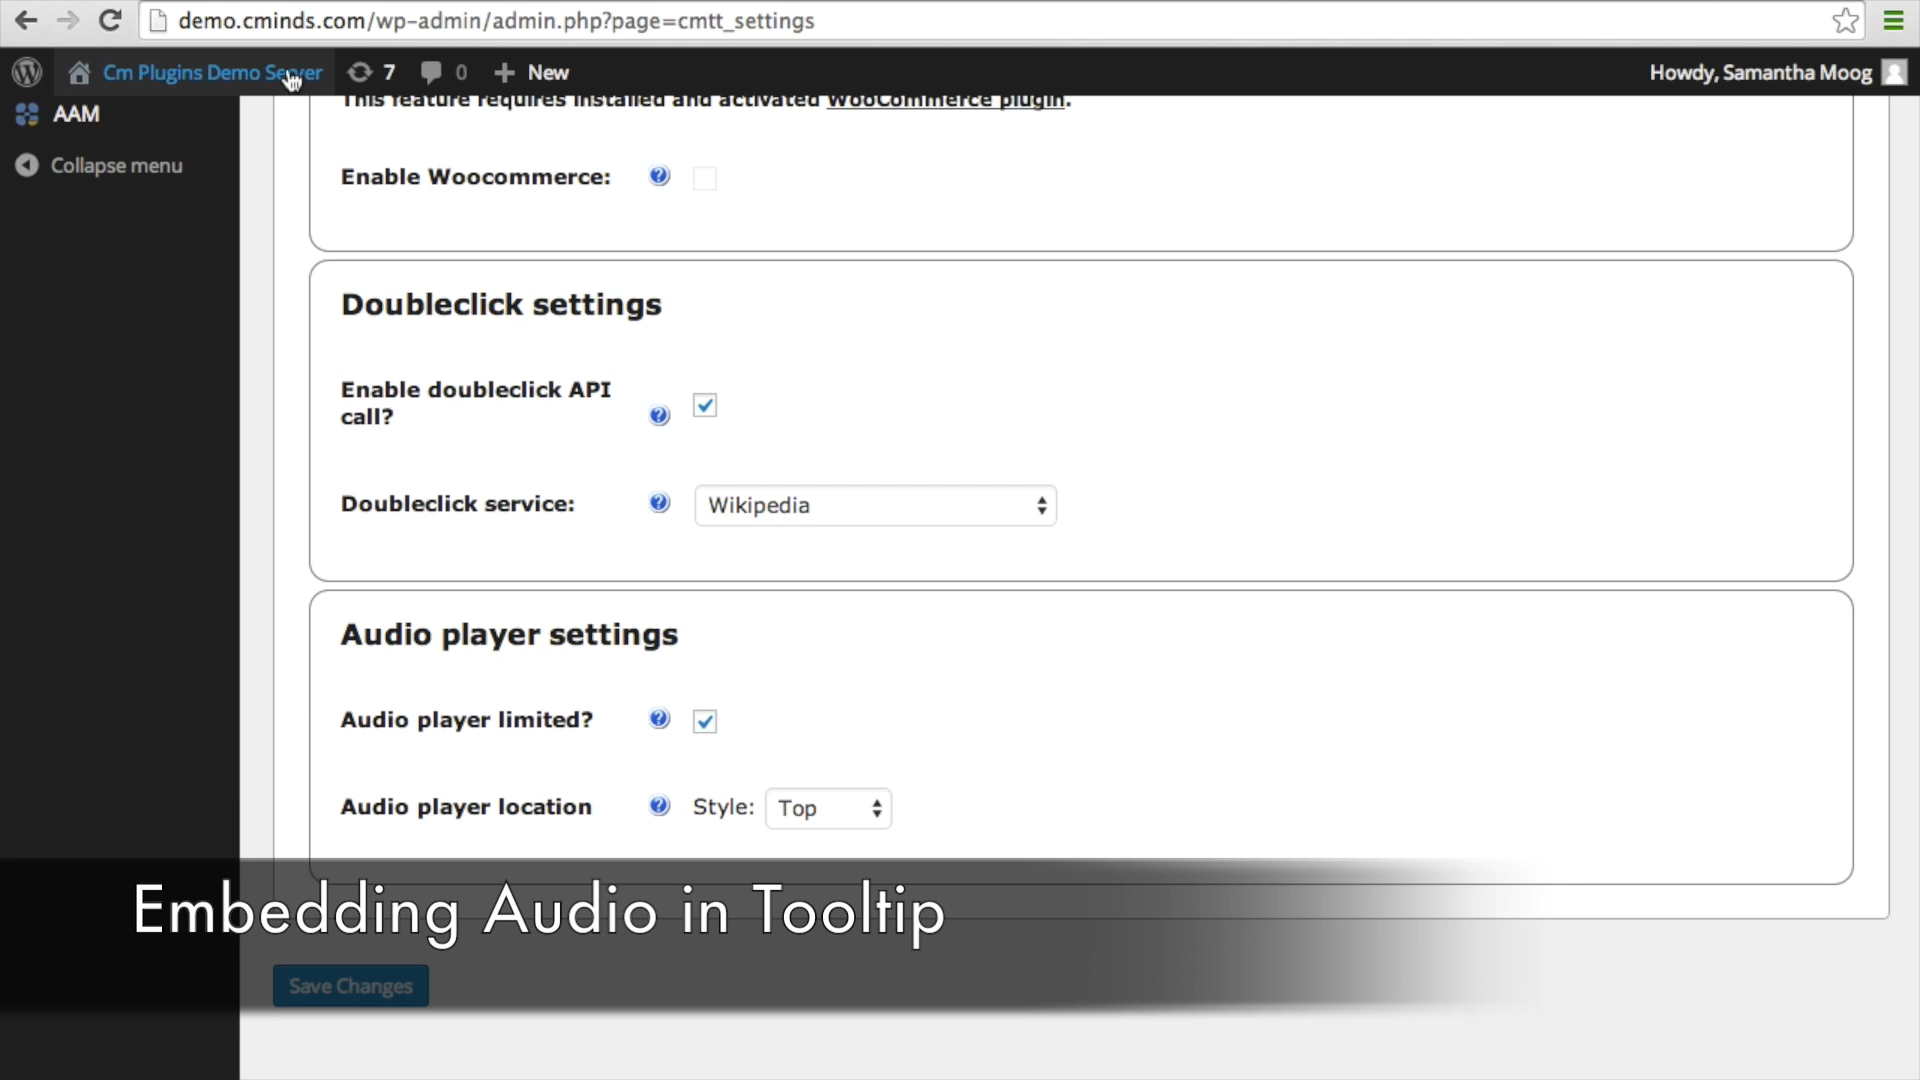 demo.cminds.com/wp-admin/admin.php?page=cmtt_settings
Cm Plugins Demo Server 7 0 New Howdy, Samantha Moog
AAM
Collapse menu
This feature requires installed and activated WooCommerce plugin.
Enable Woocommerce:
Doubleclick settings
Enable doubleclick API
call?
Doubleclick service: Wikipedia
Audio player settings
Audio player limited?
Audio player location Style: Top
Embedding Audio in Tooltip
Save Changes